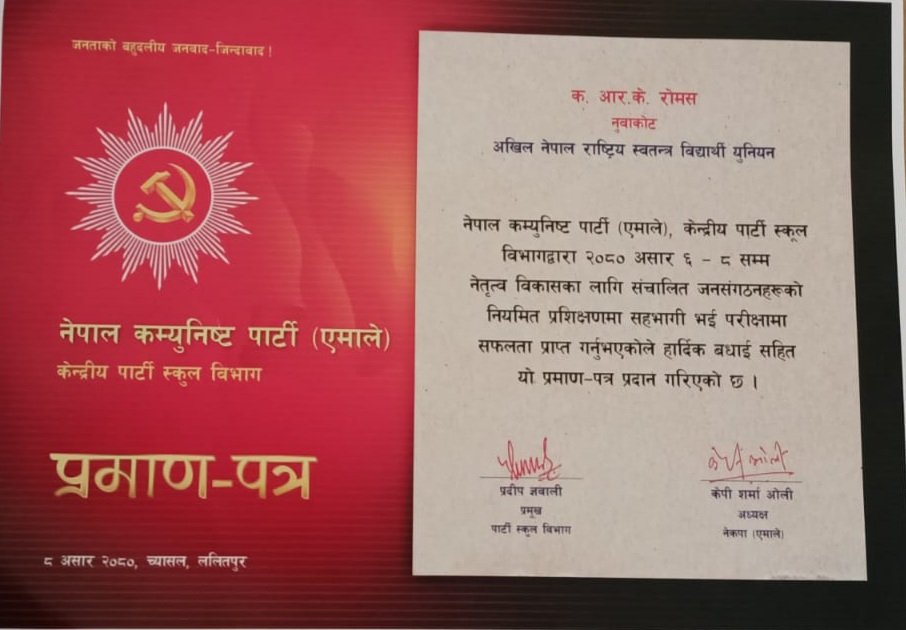 जनताको बहुदलीय जनवाद-जिन्दावाद !
नेपाल कम्युनिष्ट पार्टी (एमाले)
केन्द्रीय पार्टी स्कुल विभाग
प्रमाण-पत्र
८ असार २०८०, च्यासल, ललितपुर
क. आर.के. रोमस
नुवाकोट
अखिल नेपाल राष्ट्रिय स्वतन्त्र विद्यार्थी युनियन
नेपाल कम्युनिष्ट पार्टी (एमाले), केन्द्रीय पार्टी स्कूल
विभागद्वारा २०८० असार ६ - ८ सम्म
नेतृत्व विकासका लागि संचालित जनसंगठनहरूको
नियमित प्रशिक्षणमा सहभागी भई परीक्षामा
सफलता प्राप्त गर्नुभएकोले हार्दिक बधाई सहित
यो प्रमाण-पत्र प्रदान गरिएको छ ।
केपी ओली
प्रदीप ज्ञवाली
प्रमुख
पार्टी स्कुल विभाग
केपी शर्मा ओली
अध्यक्ष
नेकपा (एमाले)